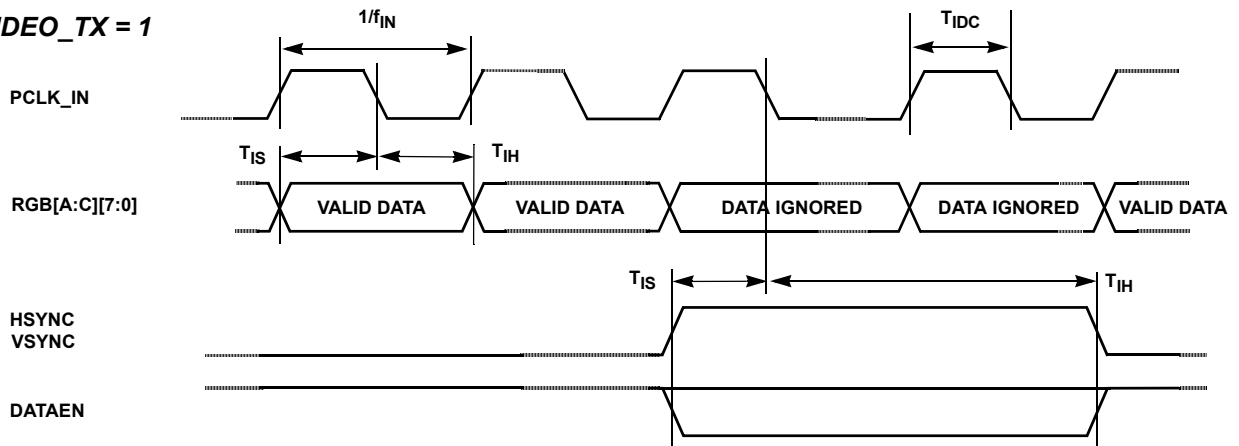 IDEO_TX = 1
1/fIN
TIDC
PCLK_IN
TIS
TIH
RGB[A:C][7:0]
VALID DATA
VALID DATA
DATA IGNORED
DATA IGNORED
VALID DATA
TIS
TIH
HSYNC
VSYNC
DATAEN